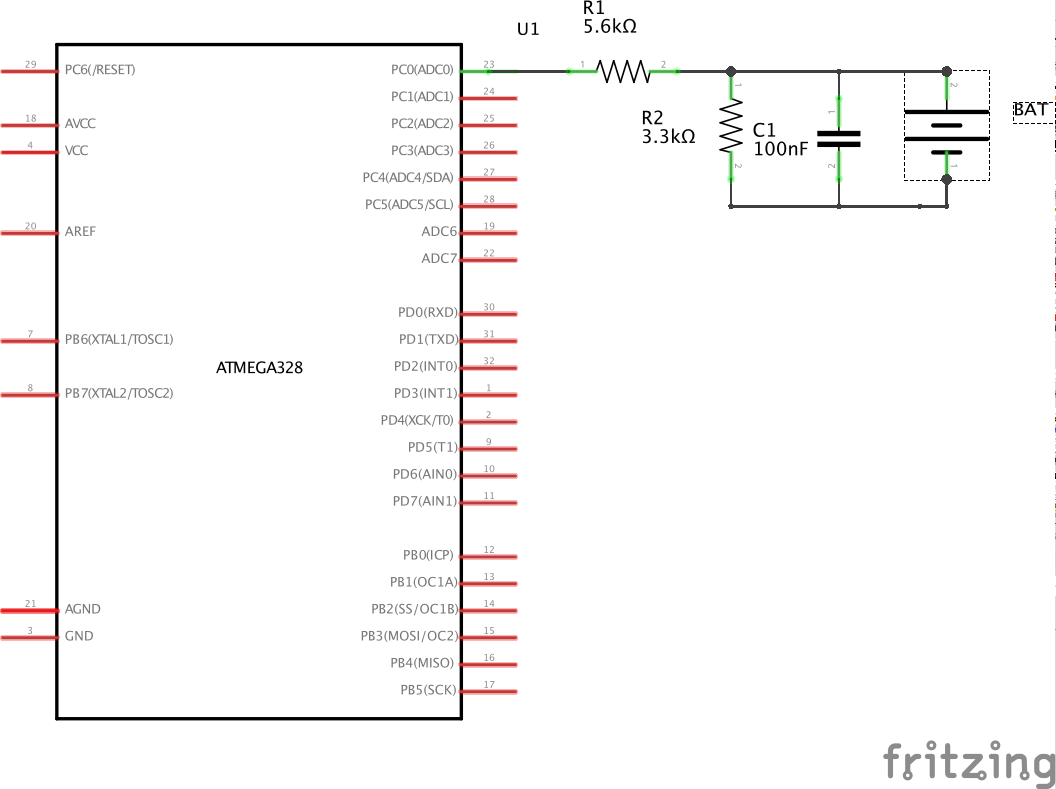 R1
5.6kΩ
U1
29 PC6(/RESET)
PC0(ADC0) 23
1 2
PC1(ADC1) 24
2
1
1
BAT
R2
3.3kΩ
C1
100nF
18 AVCC
PC2(ADC2) 25
4 VCC
PC3(ADC3) 26
2
2
1
PC4(ADC4/SDA) 27
PC5(ADC5/SCL) 28
20 AREF
ADC6 19
ADC7 22
PD0(RXD) 30
7 PB6(XTAL1/TOSC1)
PD1(TXD) 31
ATMEGA328
PD2(INT0) 32
8 PB7(XTAL2/TOSC2)
PD3(INT1) 1
PD4(XCK/T0) 2
PD5(T1) 9
PD6(AIN0) 10
PD7(AIN1) 11
PB0(ICP) 12
PB1(OC1A) 13
21 AGND
PB2(SS/OC1B) 14
3 GND
PB3(MOSI/OC2) 15
PB4(MISO) 16
PB5(SCK) 17
fritzing